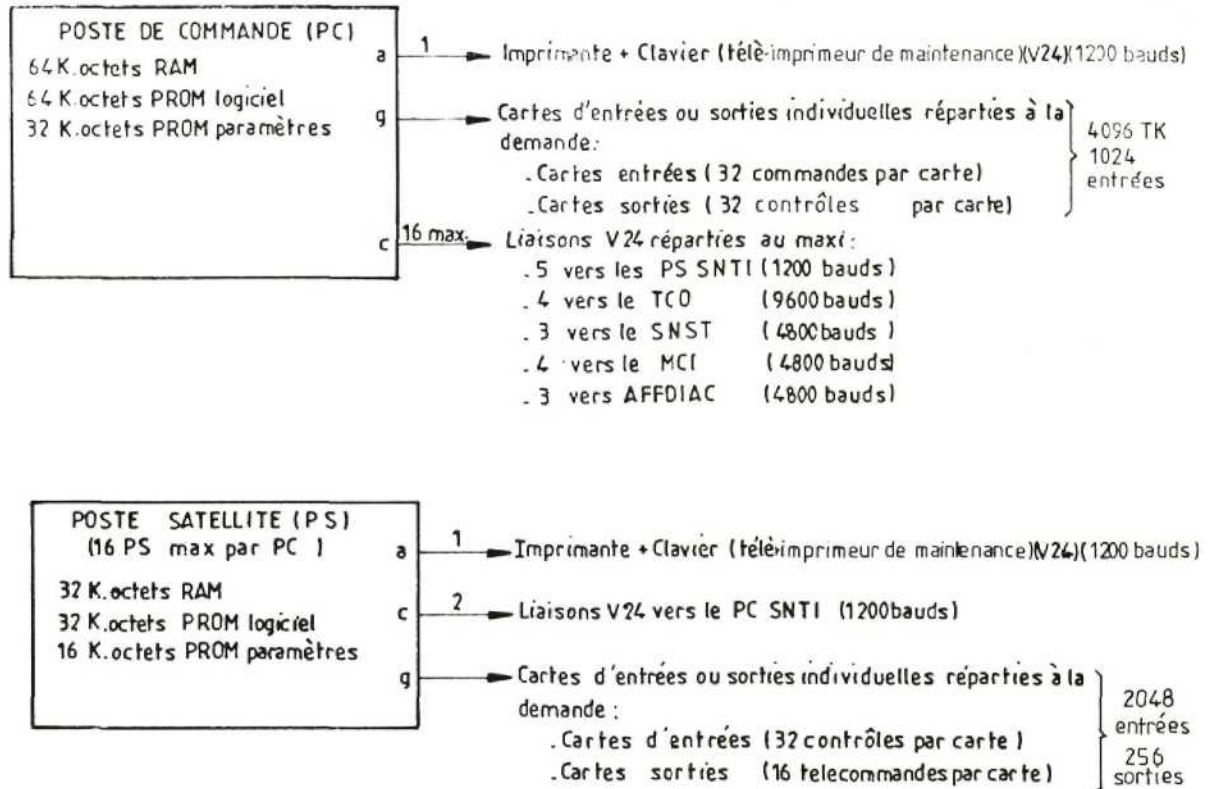 POSTE DE COMMANDE (PC)
64 K.octets RAM
64 K.octets PROM logiciel
32 K.octets PROM paramètres
a 1 Imprimante + Clavier (télè-imprimeur de maintenance)(V24)(1200 bauds)
g Cartes d'entrées ou sorties individuelles réparties à la
demande:
.Cartes entrées (32 commandes par carte)
.Cartes sorties (32 contrôles par carte)
4096 TK
1024
entrées
c 16 max. Liaisons V24 réparties au maxi:
.5 vers les PS SNTI (1200 bauds)
.4 vers le TCO (9600 bauds)
.3 vers le SNST (4800 bauds)
.4 vers le MCI (4800 bauds)
.3 vers AFFDIAC (4800 bauds)
POSTE SATELLITE (PS)
(16 PS max par PC )
32 K.octets RAM
32 K.octets PROM logiciel
16 K.octets PROM paramètres
a 1 Imprimante + Clavier (télè-imprimeur de maintenance)(V24)(1200 bauds)
c 2 Liaisons V24 vers le PC SNTI (1200bauds)
g Cartes d'entrées ou sorties individuelles réparties à la
demande :
.Cartes d'entrées (32 contrôles par carte )
.Cartes sorties (16 telecommandes par carte)
2048
entrées
256
sorties